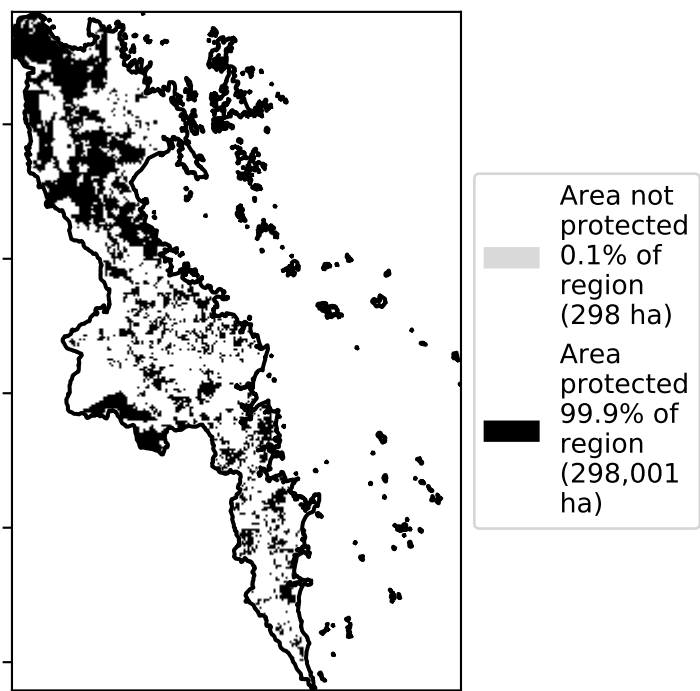 Area not
protected
0.1% of
region
(298 ha)
Area
protected
99.9% of
region
(298,001
ha)